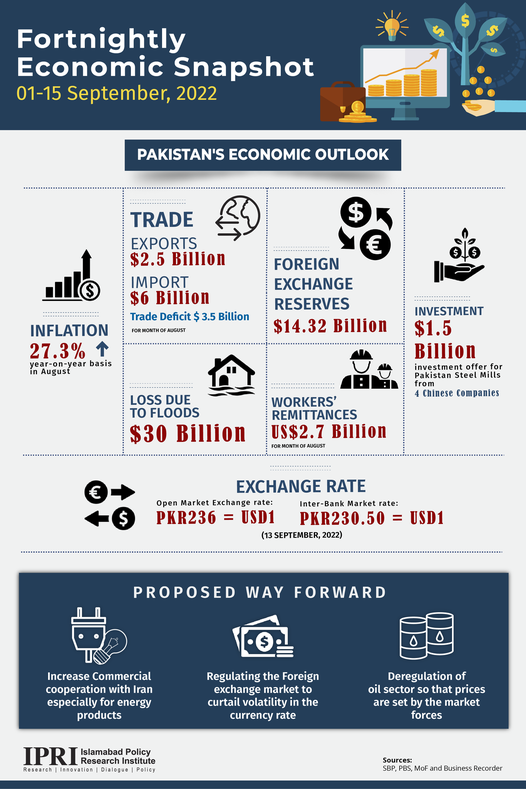 Fortnightly
Economic Snapshot
01-15 September, 2022
PAKISTAN'S ECONOMIC OUTLOOK
INFLATION
27.3%
year-on-year basis
in August
TRADE
EXPORTS
$2.5 Billion
IMPORT
$6 Billion
Trade Deficit $ 3.5 Billion
FOR MONTH OF AUGUST
LOSS DUE
TO FLOODS
$30 Billion
FOREIGN
EXCHANGE
RESERVES
$14.32 Billion
WORKERS'
REMITTANCES
US$2.7 Billion
FOR MONTH OF AUGUST
INVESTMENT
$1.5
Billion
investment offer for
Pakistan Steel Mills
from
4 Chinese Companies
EXCHANGE RATE
Open Market Exchange rate:
PKR236 = USD1
Inter-Bank Market rate:
PKR230.50 = USD1
(13 SEPTEMBER, 2022)
PROPOSED WAY FORWARD
Increase Commercial
cooperation with Iran
especially for energy
products
Regulating the Foreign
exchange market to
curtail volatility in the
currency rate
Deregulation of
oil sector so that prices
are set by the market
forces
IPRI Islamabad Policy
Research Institute
Research | Innovation | Dialogue | Policy
Sources:
SBP, PBS, MoF and Business Recorder